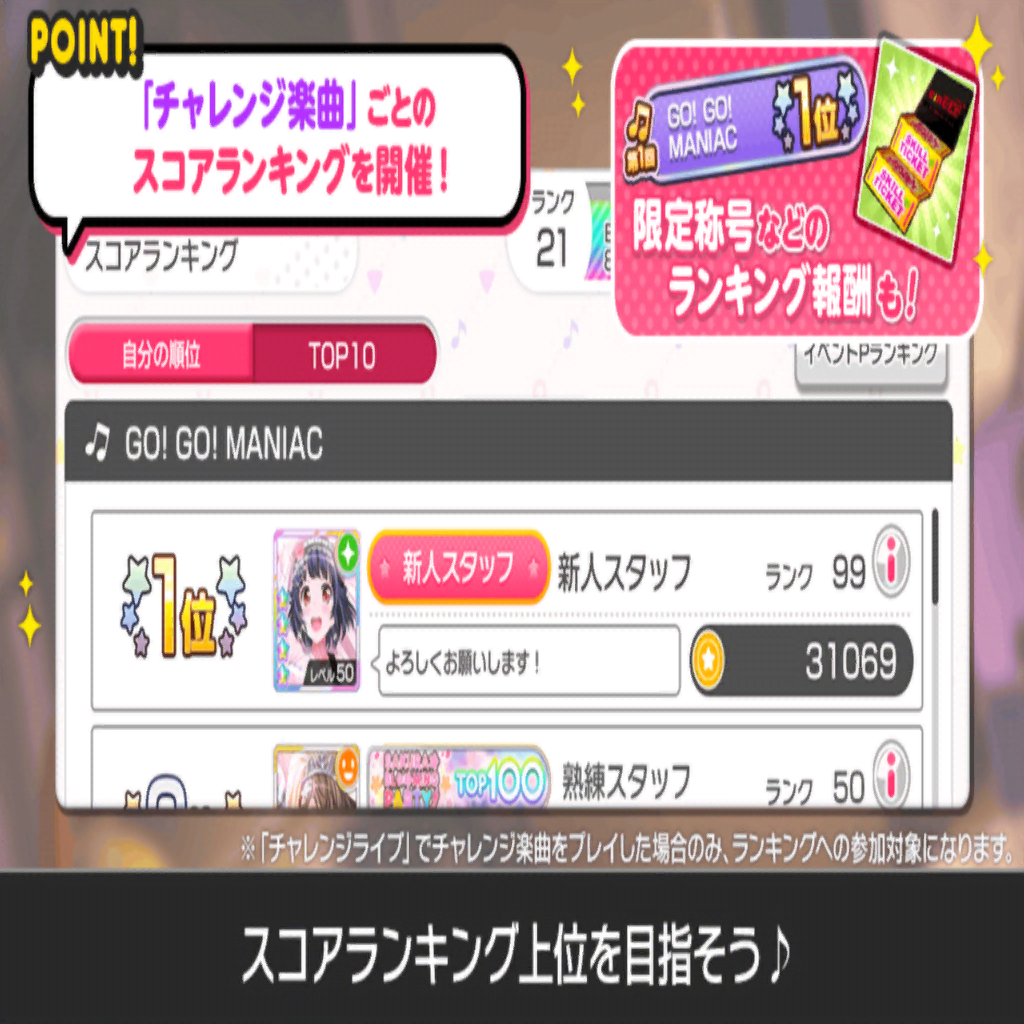 POINT!
「チャレンジ楽曲」ごとの
スコアランキングを開催！
GO! GO!
MANIAC
1位
第1回
SKILL
TICKET
SKILL
TICKET
限定称号などの
ランキング報酬も！
スコアランキング
ランク
21
自分の順位
TOP10
イベントPランキング
GO! GO! MANIAC
1位
レベル50
新人スタッフ
新人スタッフ
ランク 99
よろしくお願いします！
31069
PARTY
TOP100
熟練スタッフ
ランク 50
※「チャレンジライブ」でチャレンジ楽曲をプレイした場合のみ、ランキングへの参加対象になります。
スコアランキング上位を目指そう♪